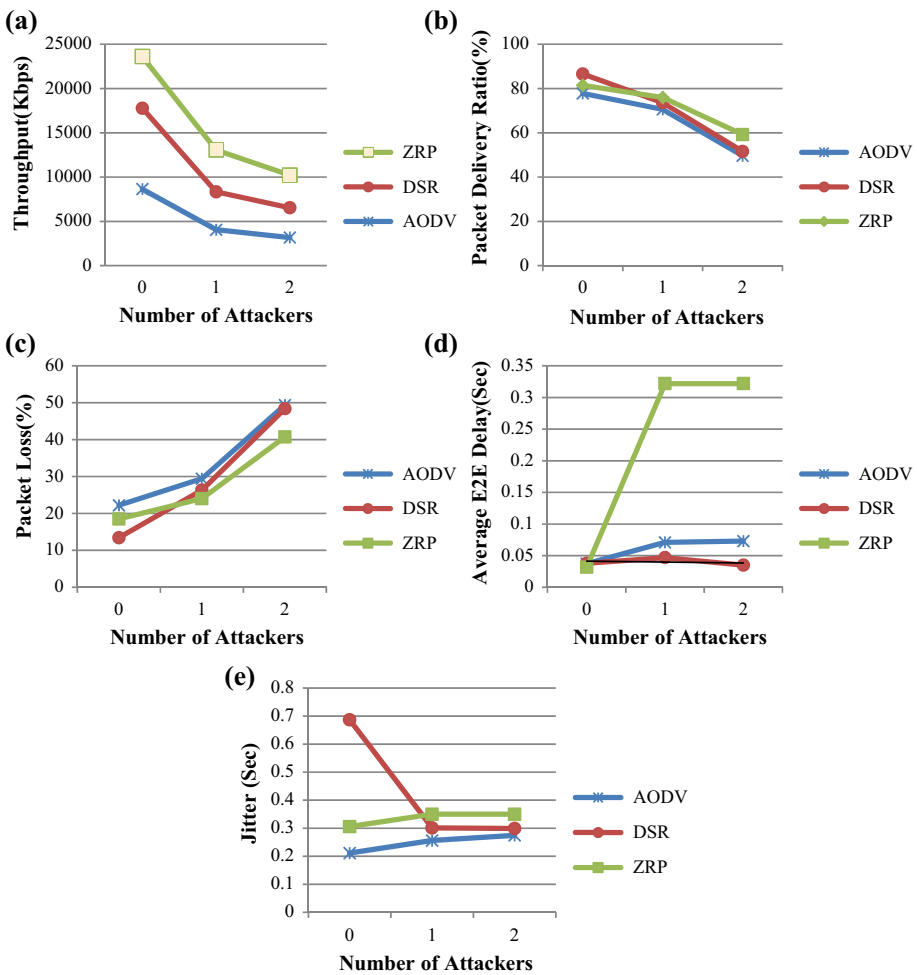 (a)
Throughput(Kbps)
25000
20000
15000
10000
5000
0
0 1 2
Number of Attackers
ZRP
DSR
AODV
(b)
Packet Delivery Ratio(%)
100
80
60
40
20
0
0 1 2
Number of Attackers
AODV
DSR
ZRP
(c)
Packet Loss(%)
60
50
40
30
20
10
0
0 1 2
Number of Attackers
AODV
DSR
ZRP
(d)
Average E2E Delay(Sec)
0.35
0.3
0.25
0.2
0.15
0.1
0.05
0
0 1 2
Number of Attackers
AODV
DSR
ZRP
(e)
Jitter (Sec)
0.8
0.7
0.6
0.5
0.4
0.3
0.2
0.1
0
0 1 2
Number of Attackers
AODV
DSR
ZRP